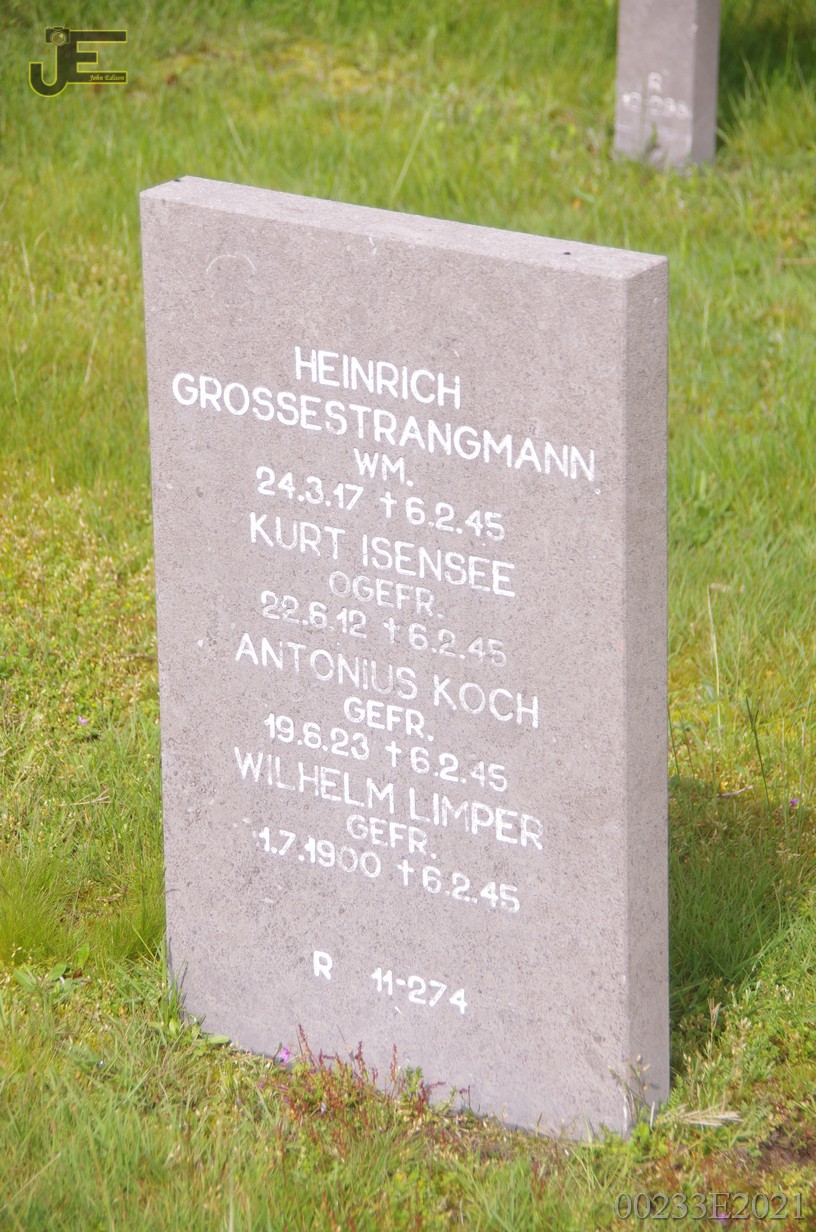 JE
John Edison
R
HEINRICH
GROSSESTRANGMANN
WM.
24.3.17 † 6.2.45
KURT ISENSEE
OGEFR.
22.6.12 † 6.2.45
ANTONIUS KOCH
GEFR.
19.6.23 † 6.2.45
WILHELM LIMPER
GEFR.
1.7.1900 † 6.2.45
R 11-274
00233E2021